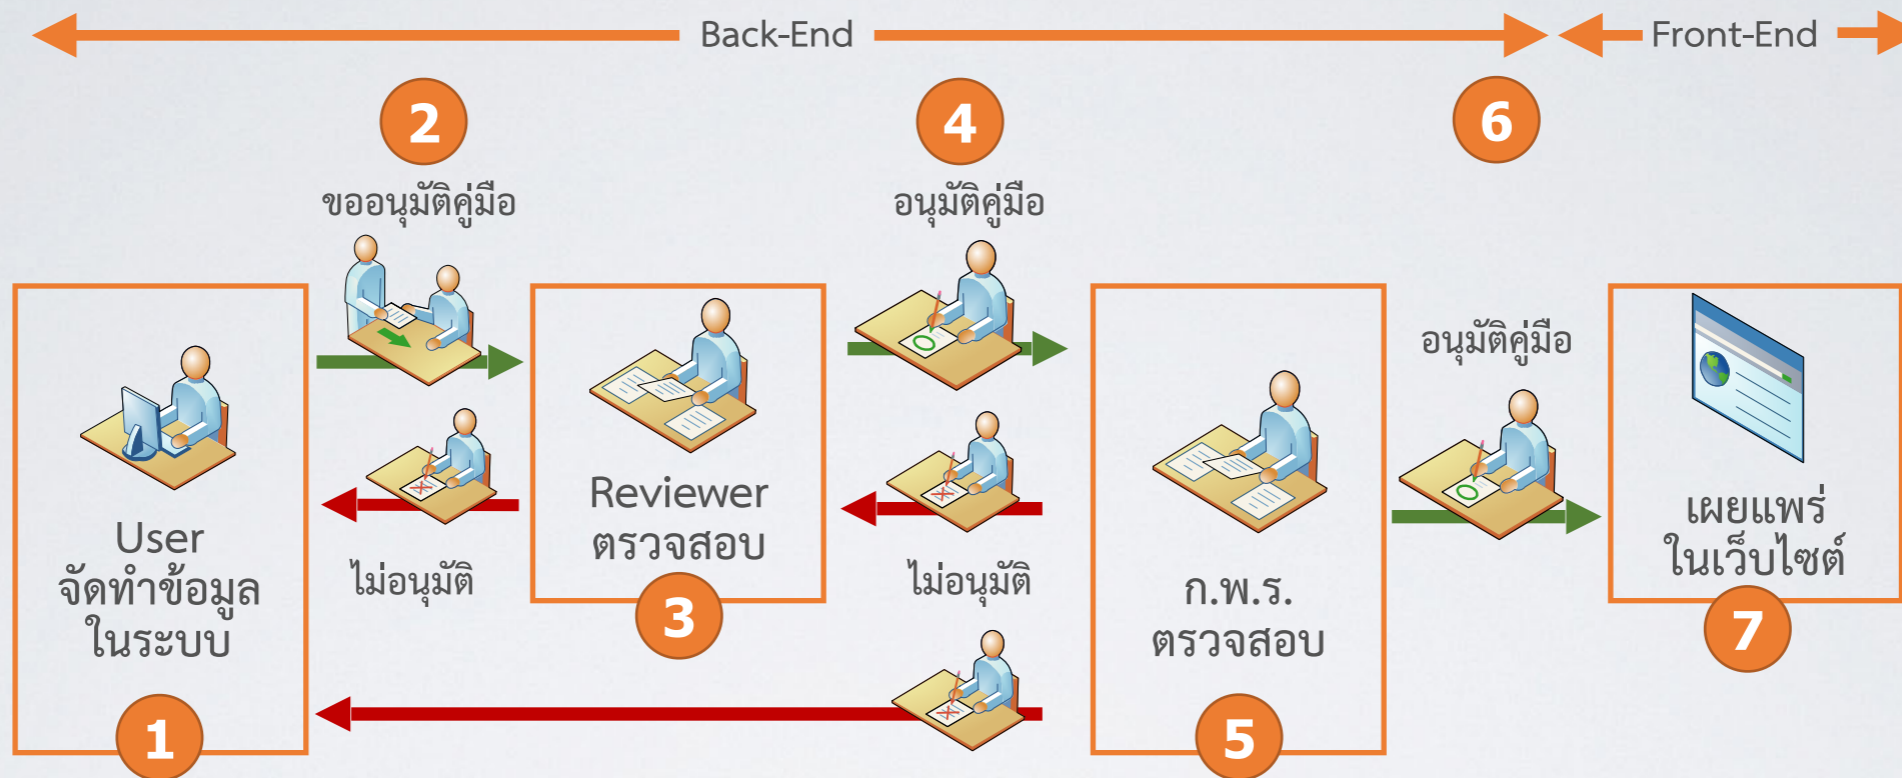 Back-End
Front-End
2
ขออนุมัติคู่มือ
4
อนุมัติคู่มือ
6
อนุมัติคู่มือ
User
จัดทำข้อมูล
ในระบบ
1
ไม่อนุมัติ
Reviewer
ตรวจสอบ
3
ไม่อนุมัติ
ก.พ.ร.
ตรวจสอบ
5
เผยแพร่
ในเว็บไซต์
7